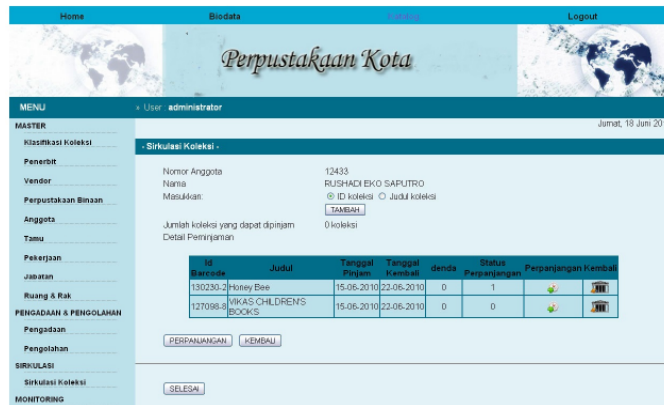 Home Biodata Katalog Logout
Perpustakaan Kota
MENU
User : administrator
Jumat, 18 Juni 20
MASTER
Klasifikasi Koleksi
Penerbit
Vendor
Perpustakaan Binaan
Anggota
Tamu
Pekerjaan
Jabatan
Ruang & Rak
PENGADAAN & PENGOLAHAN
Pengadaan
Pengolahan
SIRKULASI
Sirkulasi Koleksi
MONITORING
- Sirkulasi Koleksi -
Nomor Anggota 12433
Nama RUSHADI EKO SAPUTRO
Masukkan: ID koleksi Judul koleksi
TAMBAH
Jumlah koleksi yang dapat dipinjam 0 koleksi
Detail Peminjaman
Id Barcode Judul Tanggal Pinjam Tanggal Kembali denda Status Perpanjangan Perpanjangan Kembali
130230-2 Honey Bee 15-06-2010 22-06-2010 0 1
127098-8 VIKAS CHILDREN'S BOOKS 15-06-2010 22-06-2010 0 0
PERPANJANGAN KEMBALI
SELESAI